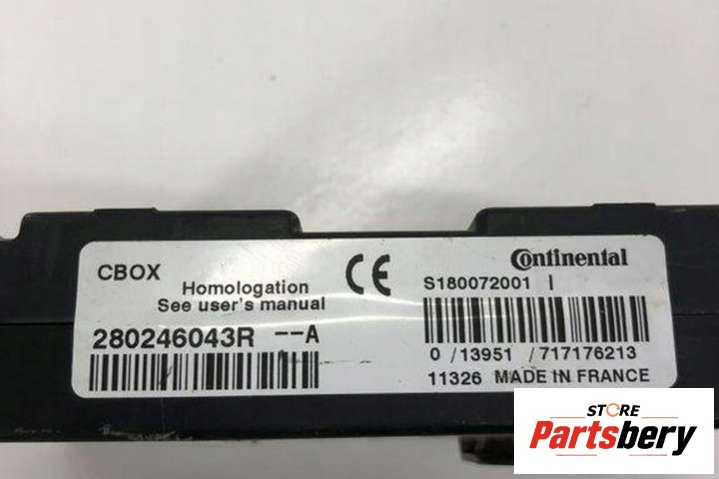 CBOX
Homologation
See user's manual
280246043R --A
CE
Continental
S180072001 |
0 / 13951 / 717176213
11326 MADE IN FRANCE
STORE
Partsbery